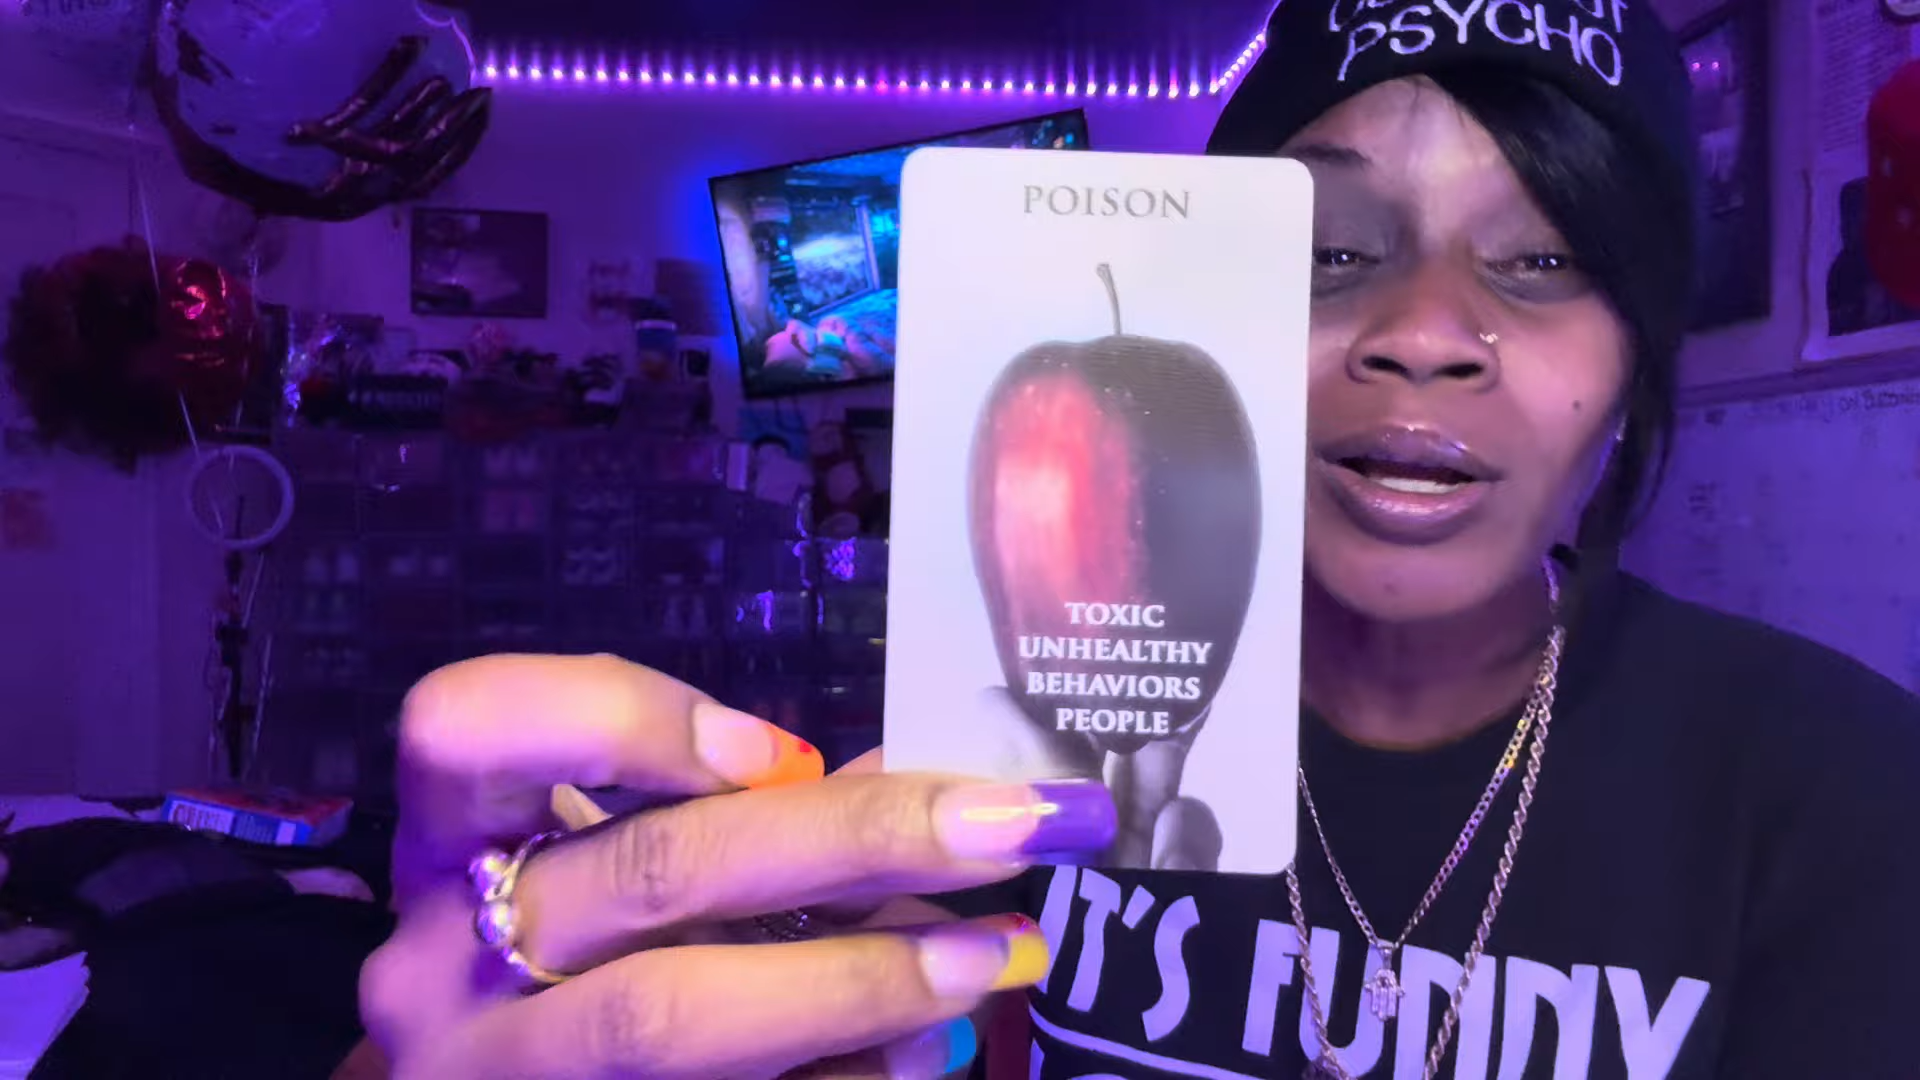 PSYCHO
POISON
TOXIC
UNHEALTHY
BEHAVIORS
PEOPLE
IT'S FUNNY